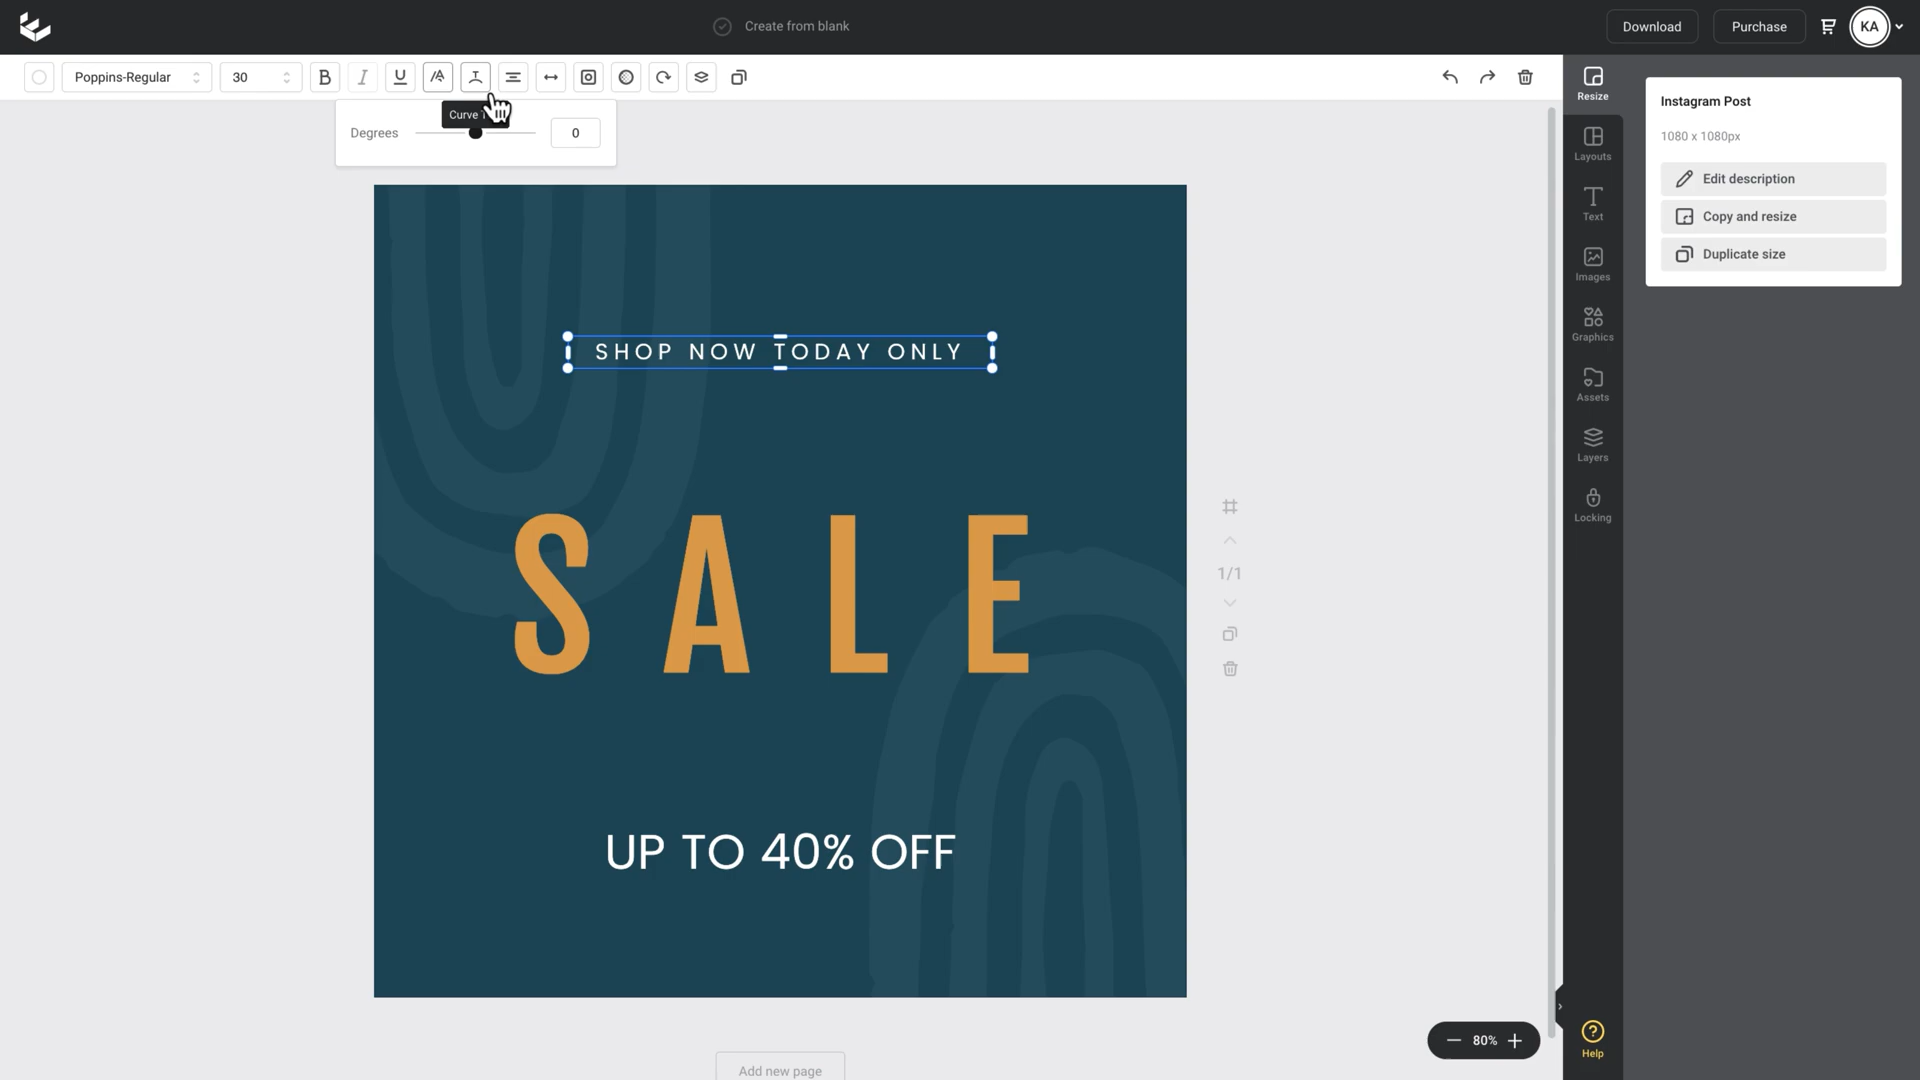 Create from blank
Download
Purchase
KA
Poppins-Regular
30
B
I
U
Resize
Curve
Degrees
0
Instagram Post
1080 x 1080px
Edit description
Copy and resize
Duplicate size
Layouts
Text
Images
Graphics
Assets
Layers
Locking
SHOP NOW TODAY ONLY
SALE
1/1
UP TO 40% OFF
80%
Help
Add new page